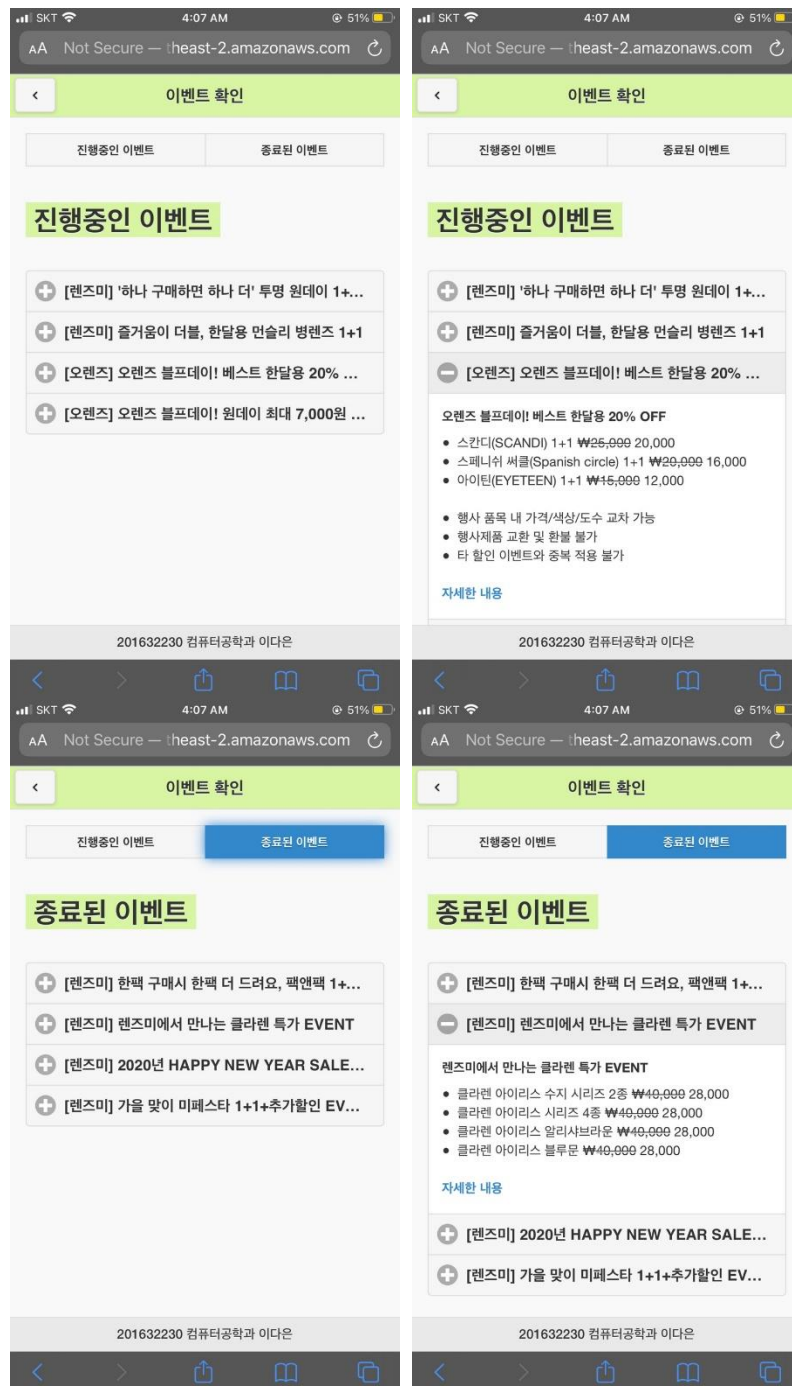 SKT 4:07 AM 51%
AA Not Secure — theast-2.amazonaws.com
이벤트 확인
진행중인 이벤트 종료된 이벤트
진행중인 이벤트
[렌즈미] '하나 구매하면 하나 더' 투명 원데이 1+...
[렌즈미] 즐거움이 더블, 한달용 먼슬리 병렌즈 1+1
[오렌즈] 오렌즈 블프데이! 베스트 한달용 20% ...
[오렌즈] 오렌즈 블프데이! 원데이 최대 7,000원 ...
201632230 컴퓨터공학과 이다은
SKT 4:07 AM 51%
AA Not Secure — theast-2.amazonaws.com
이벤트 확인
진행중인 이벤트 종료된 이벤트
진행중인 이벤트
[렌즈미] '하나 구매하면 하나 더' 투명 원데이 1+...
[렌즈미] 즐거움이 더블, 한달용 먼슬리 병렌즈 1+1
[오렌즈] 오렌즈 블프데이! 베스트 한달용 20% ...
오렌즈 블프데이! 베스트 한달용 20% OFF
스칸디(SCANDI) 1+1 ₩25,000 20,000
스페니쉬 써클(Spanish circle) 1+1 ₩20,000 16,000
아이틴(EYETEEN) 1+1 ₩15,000 12,000
행사 품목 내 가격/색상/도수 교차 가능
행사제품 교환 및 환불 불가
타 할인 이벤트와 중복 적용 불가
자세한 내용
201632230 컴퓨터공학과 이다은
SKT 4:07 AM 51%
AA Not Secure — theast-2.amazonaws.com
이벤트 확인
진행중인 이벤트 종료된 이벤트
종료된 이벤트
[렌즈미] 한팩 구매시 한팩 더 드려요, 팩앤팩 1+...
[렌즈미] 렌즈미에서 만나는 클라렌 특가 EVENT
[렌즈미] 2020년 HAPPY NEW YEAR SALE...
[렌즈미] 가을 맞이 미페스타 1+1+추가할인 EV...
201632230 컴퓨터공학과 이다은
SKT 4:07 AM 51%
AA Not Secure — theast-2.amazonaws.com
이벤트 확인
진행중인 이벤트 종료된 이벤트
종료된 이벤트
[렌즈미] 한팩 구매시 한팩 더 드려요, 팩앤팩 1+...
[렌즈미] 렌즈미에서 만나는 클라렌 특가 EVENT
렌즈미에서 만나는 클라렌 특가 EVENT
클라렌 아이리스 수지 시리즈 2종 ₩40,000 28,000
클라렌 아이리스 시리즈 4종 ₩40,000 28,000
클라렌 아이리스 알리샤브라운 ₩40,000 28,000
클라렌 아이리스 블루문 ₩40,000 28,000
자세한 내용
[렌즈미] 2020년 HAPPY NEW YEAR SALE...
[렌즈미] 가을 맞이 미페스타 1+1+추가할인 EV...
201632230 컴퓨터공학과 이다은